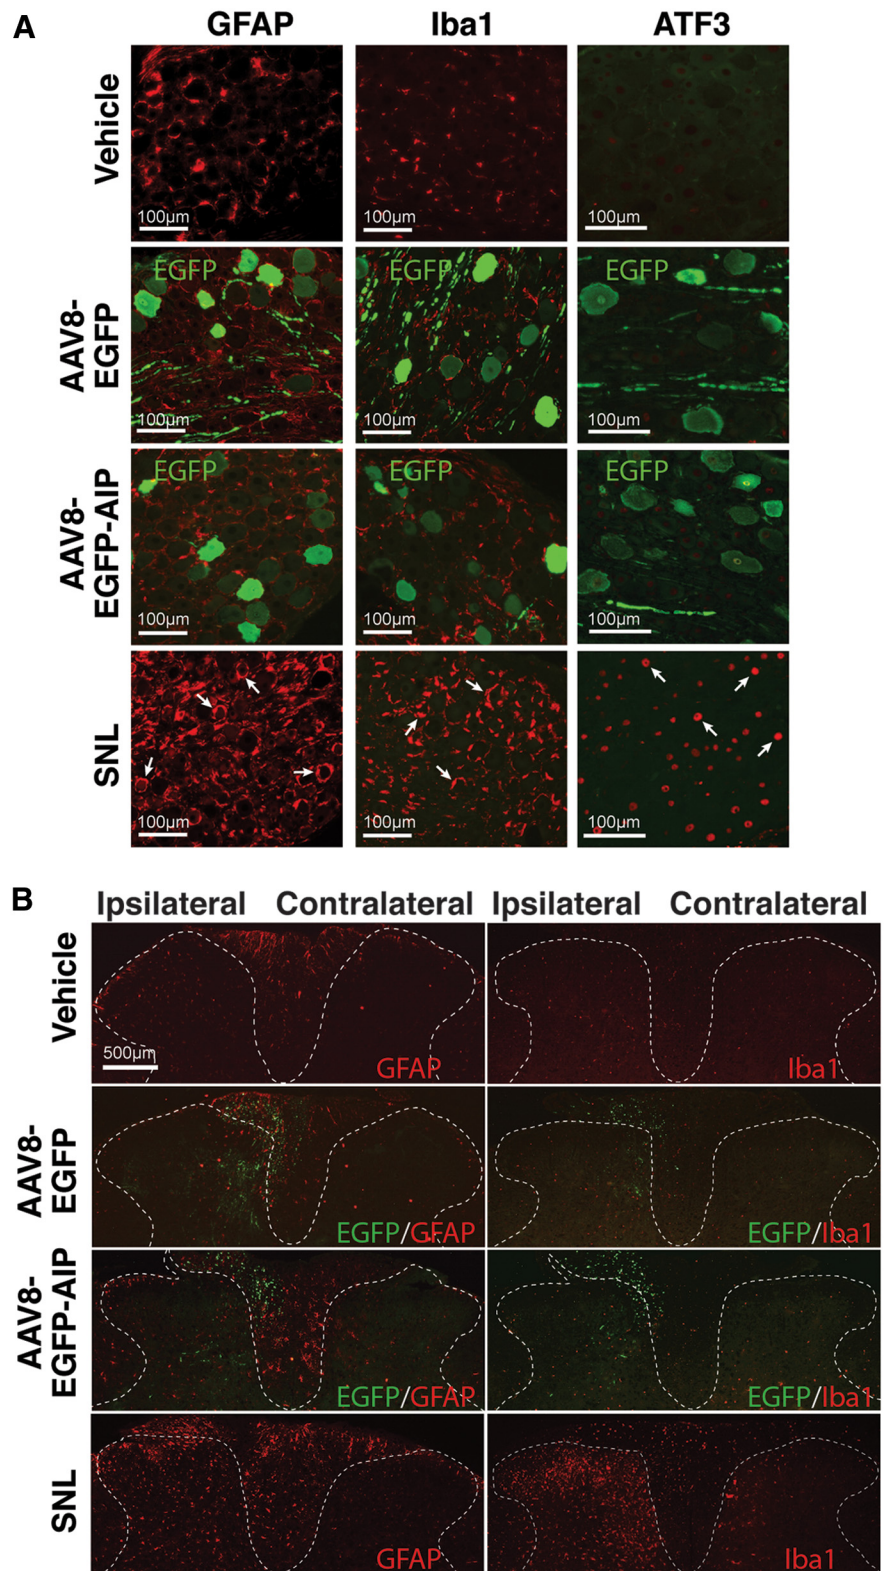 A
GFAP Iba1 ATF3
Vehicle
100µm 100µm 100µm
AAV8-
EGFP
EGFP EGFP EGFP
100µm 100µm 100µm
AAV8-
EGFP-AIP
EGFP EGFP EGFP
100µm 100µm 100µm
SNL
100µm 100µm 100µm
B
Ipsilateral Contralateral Ipsilateral Contralateral
Vehicle
500µm
GFAP Iba1
AAV8-
EGFP
EGFP/GFAP EGFP/Iba1
AAV8-
EGFP-AIP
EGFP/GFAP EGFP/Iba1
SNL
GFAP Iba1